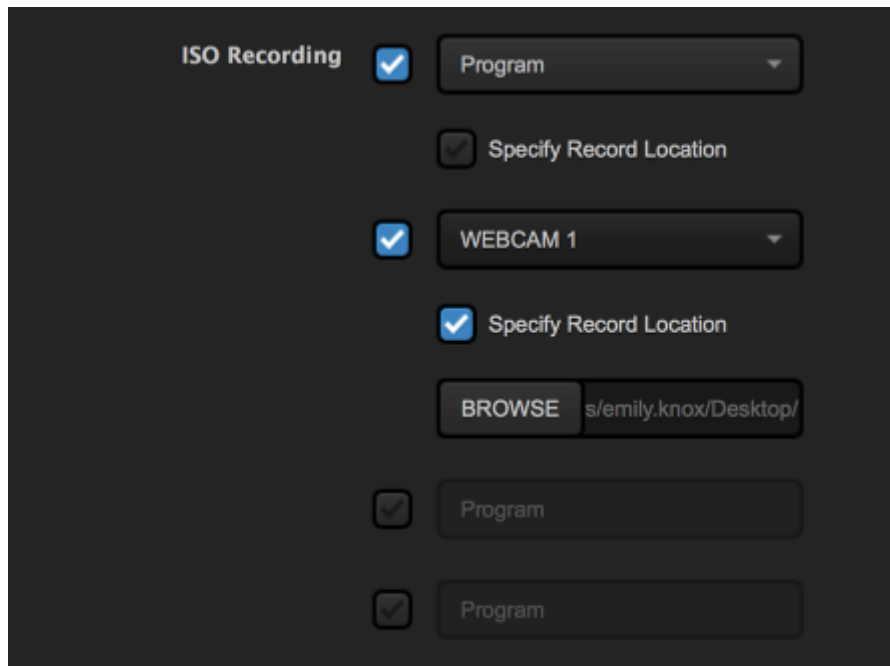 ISO Recording
Program
Specify Record Location
WEBCAM 1
Specify Record Location
BROWSE s/emily.knox/Desktop/
Program
Program